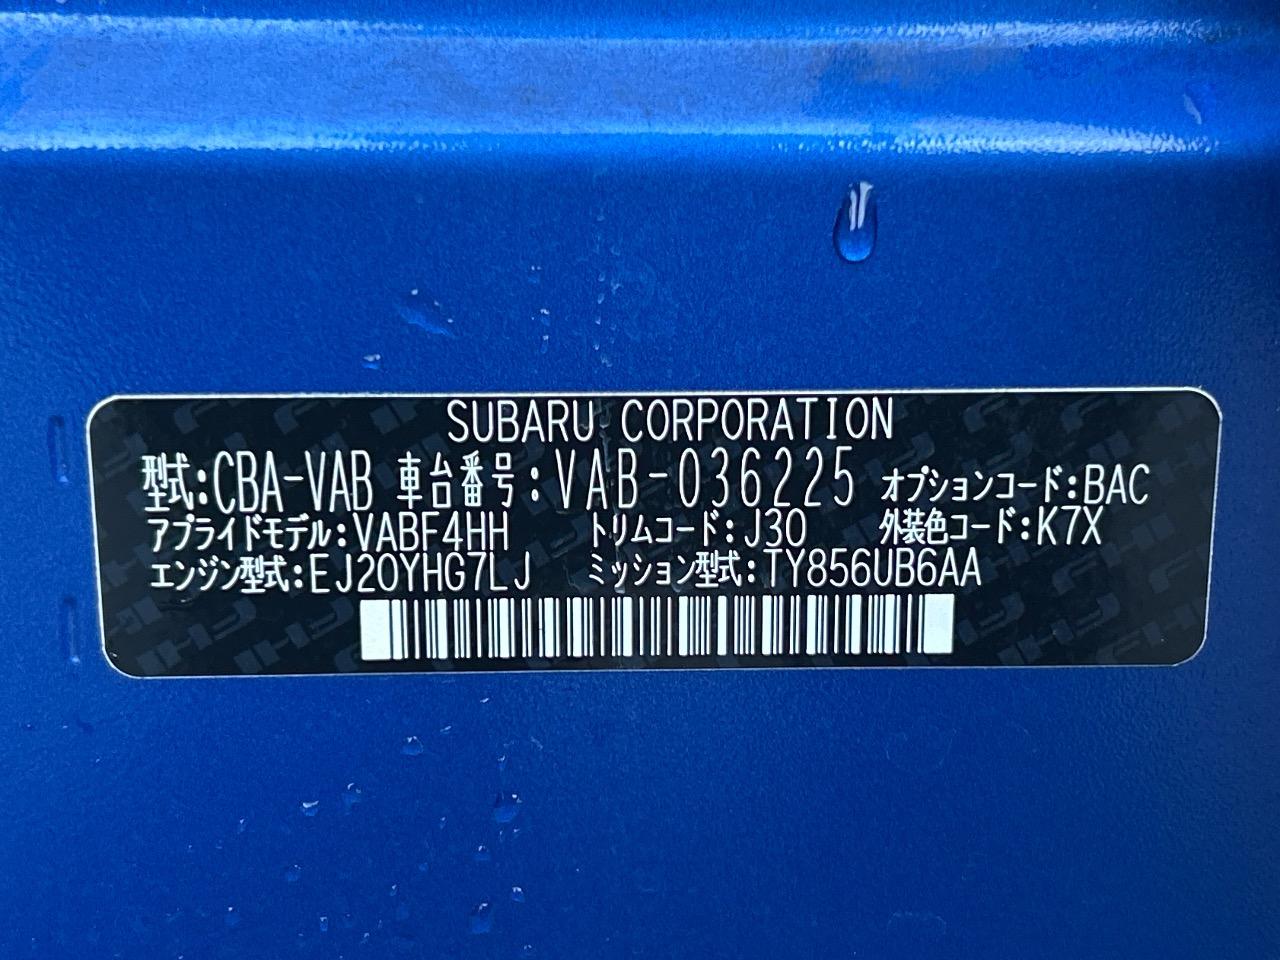 SUBARU CORPORATION
型式:CBA-VAB 車台番号:VAB-036225 オプションコード:BAC
アプライドモデル:VABF4HH トリムコード:J30 外装色コード:K7X
エンジン型式:EJ20YHG7LJ ミッション型式:TY856UB6AA